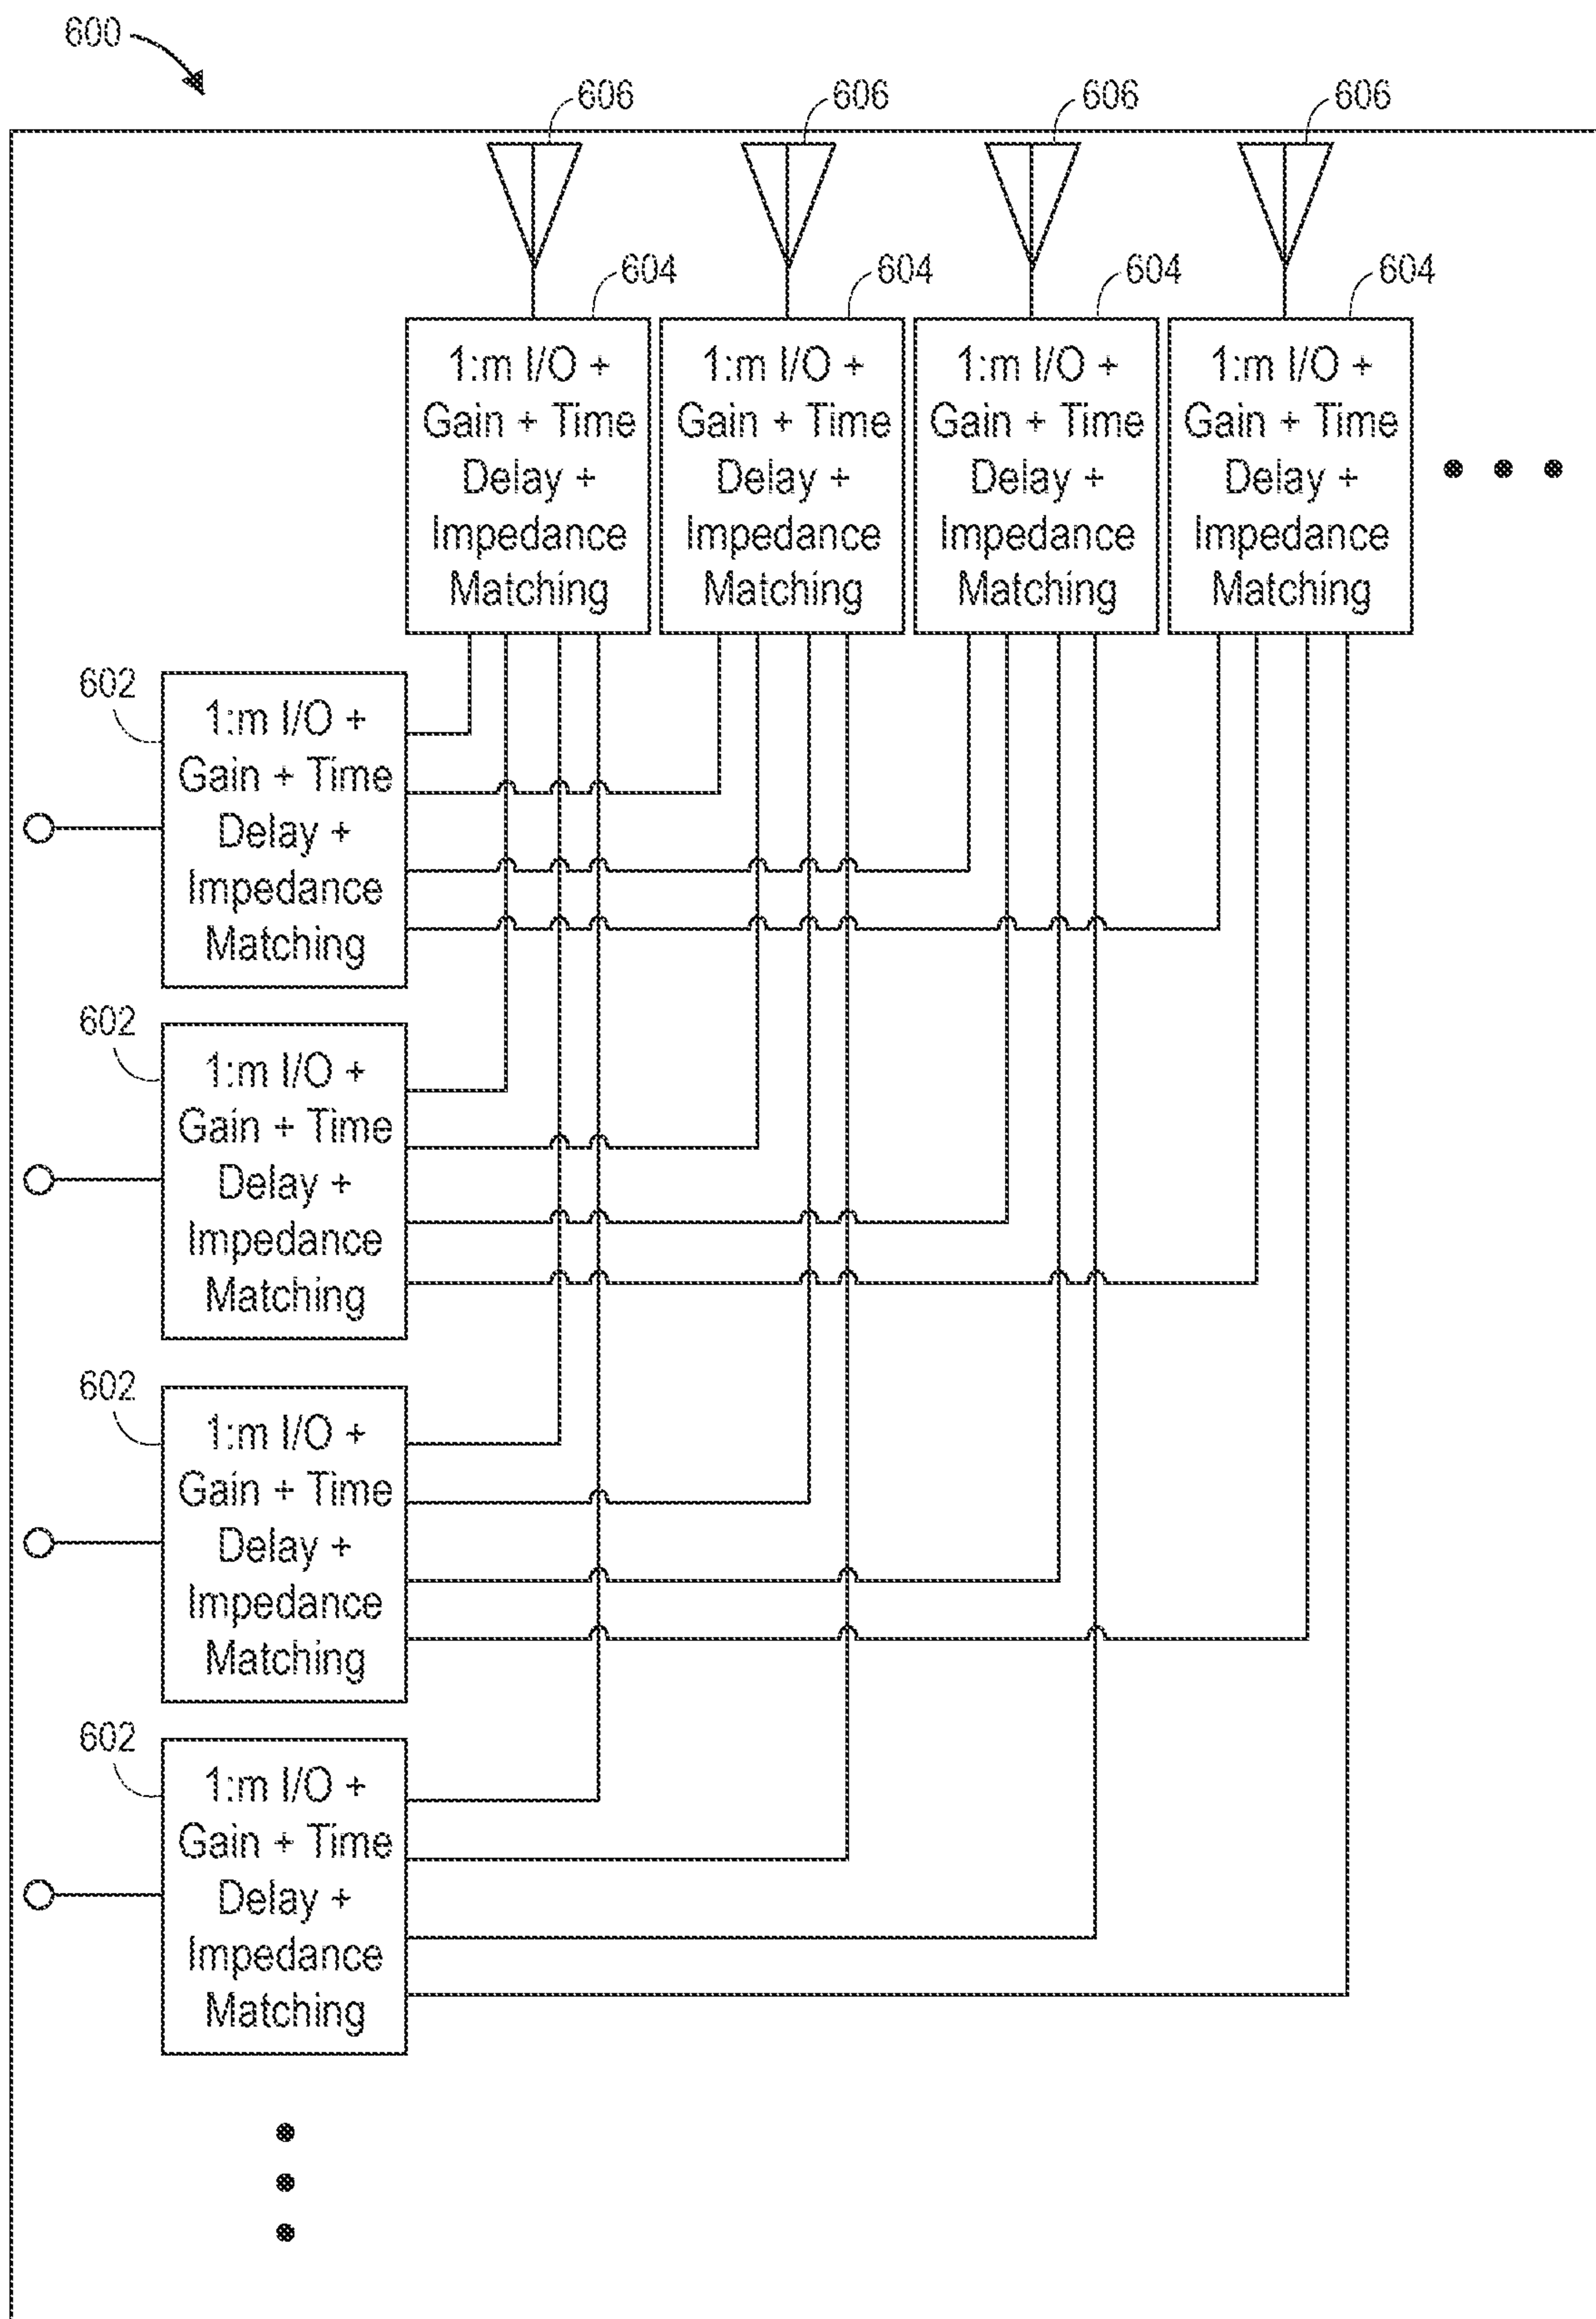 600
606
606
606
606
604
604
604
604
1:m I/O +
Gain + Time
Delay +
Impedance
Matching
1:m I/O +
Gain + Time
Delay +
Impedance
Matching
1:m I/O +
Gain + Time
Delay +
Impedance
Matching
1:m I/O +
Gain + Time
Delay +
Impedance
Matching
602
1:m I/O +
Gain + Time
Delay +
Impedance
Matching
602
1:m I/O +
Gain + Time
Delay +
Impedance
Matching
602
1:m I/O +
Gain + Time
Delay +
Impedance
Matching
602
1:m I/O +
Gain + Time
Delay +
Impedance
Matching